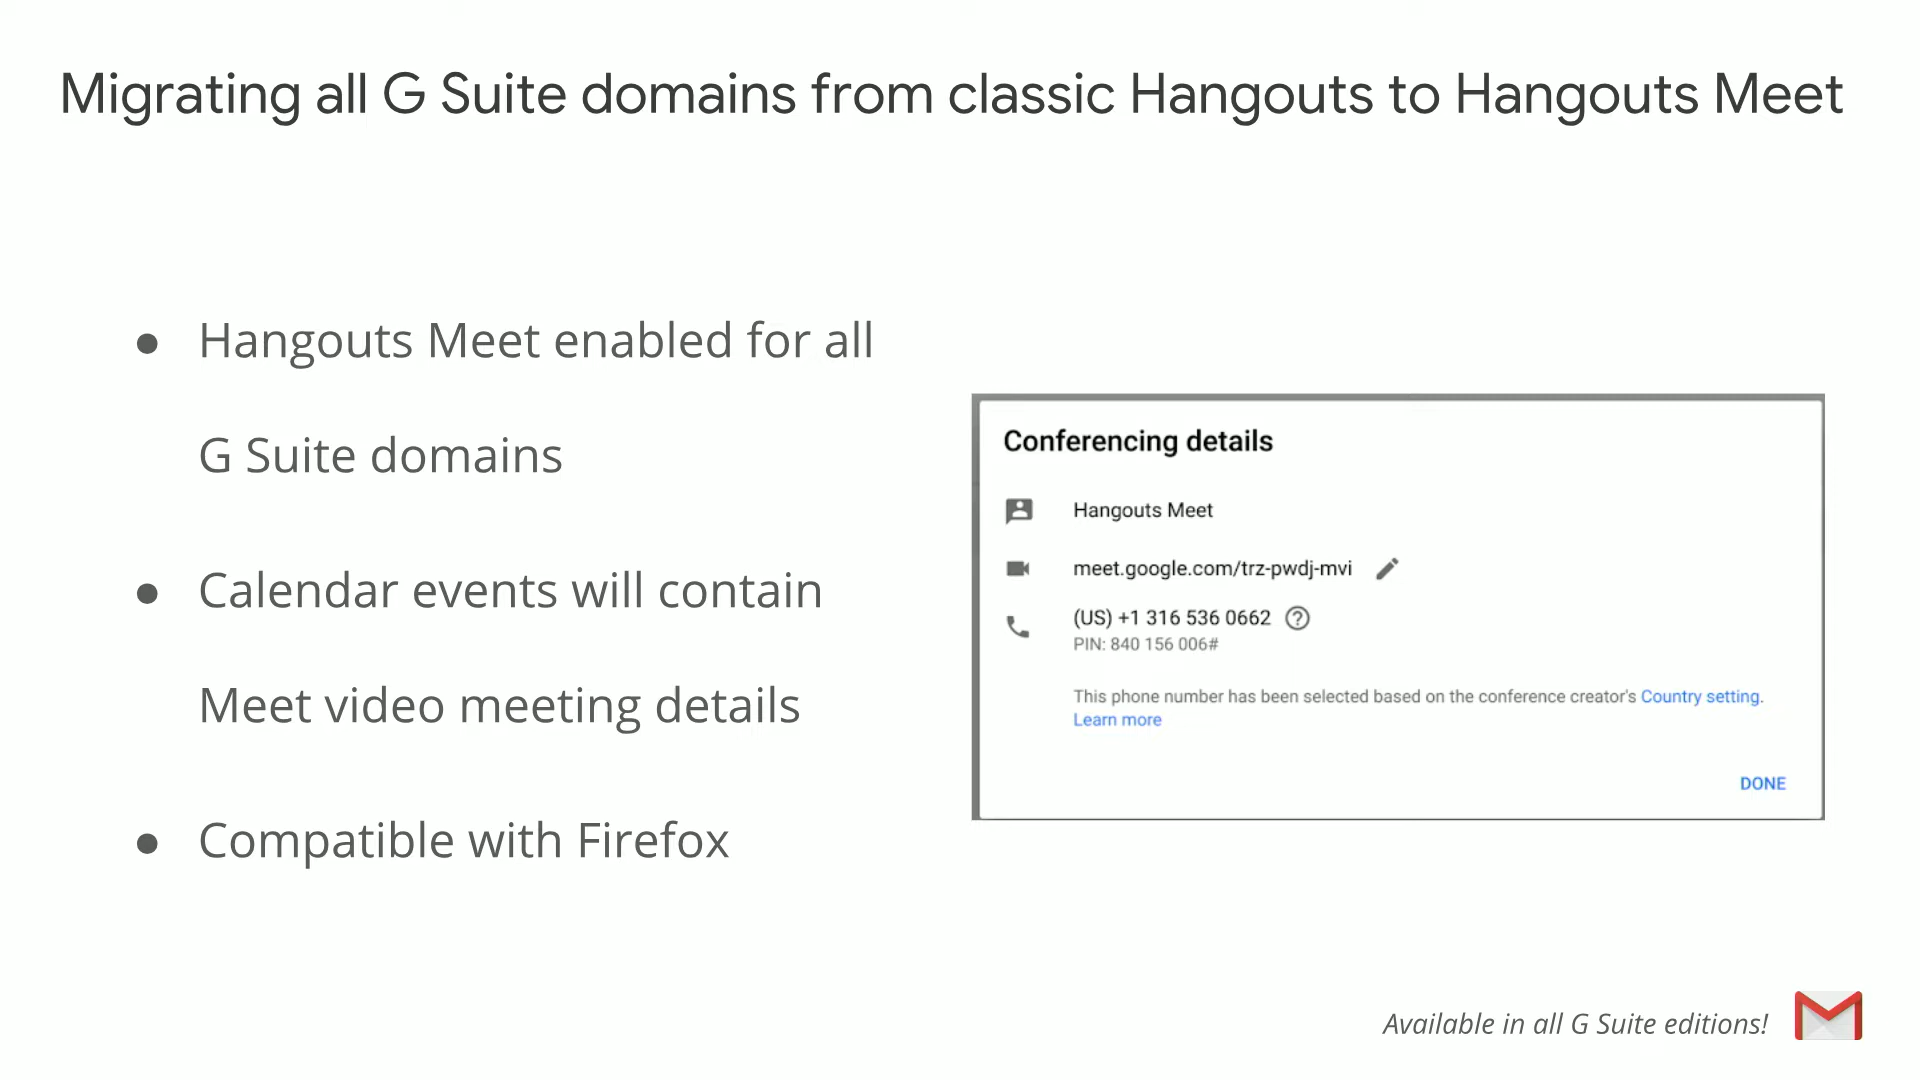 Migrating all G Suite domains from classic Hangouts to Hangouts Meet
● Hangouts Meet enabled for all
G Suite domains
● Calendar events will contain
Meet video meeting details
● Compatible with Firefox
Conferencing details
Hangouts Meet
meet.google.com/trz-pwdj-mvi
(US) +1 316 536 0662
PIN: 840 156 006#
This phone number has been selected based on the conference creator's Country setting.
Learn more
DONE
Available in all G Suite editions!